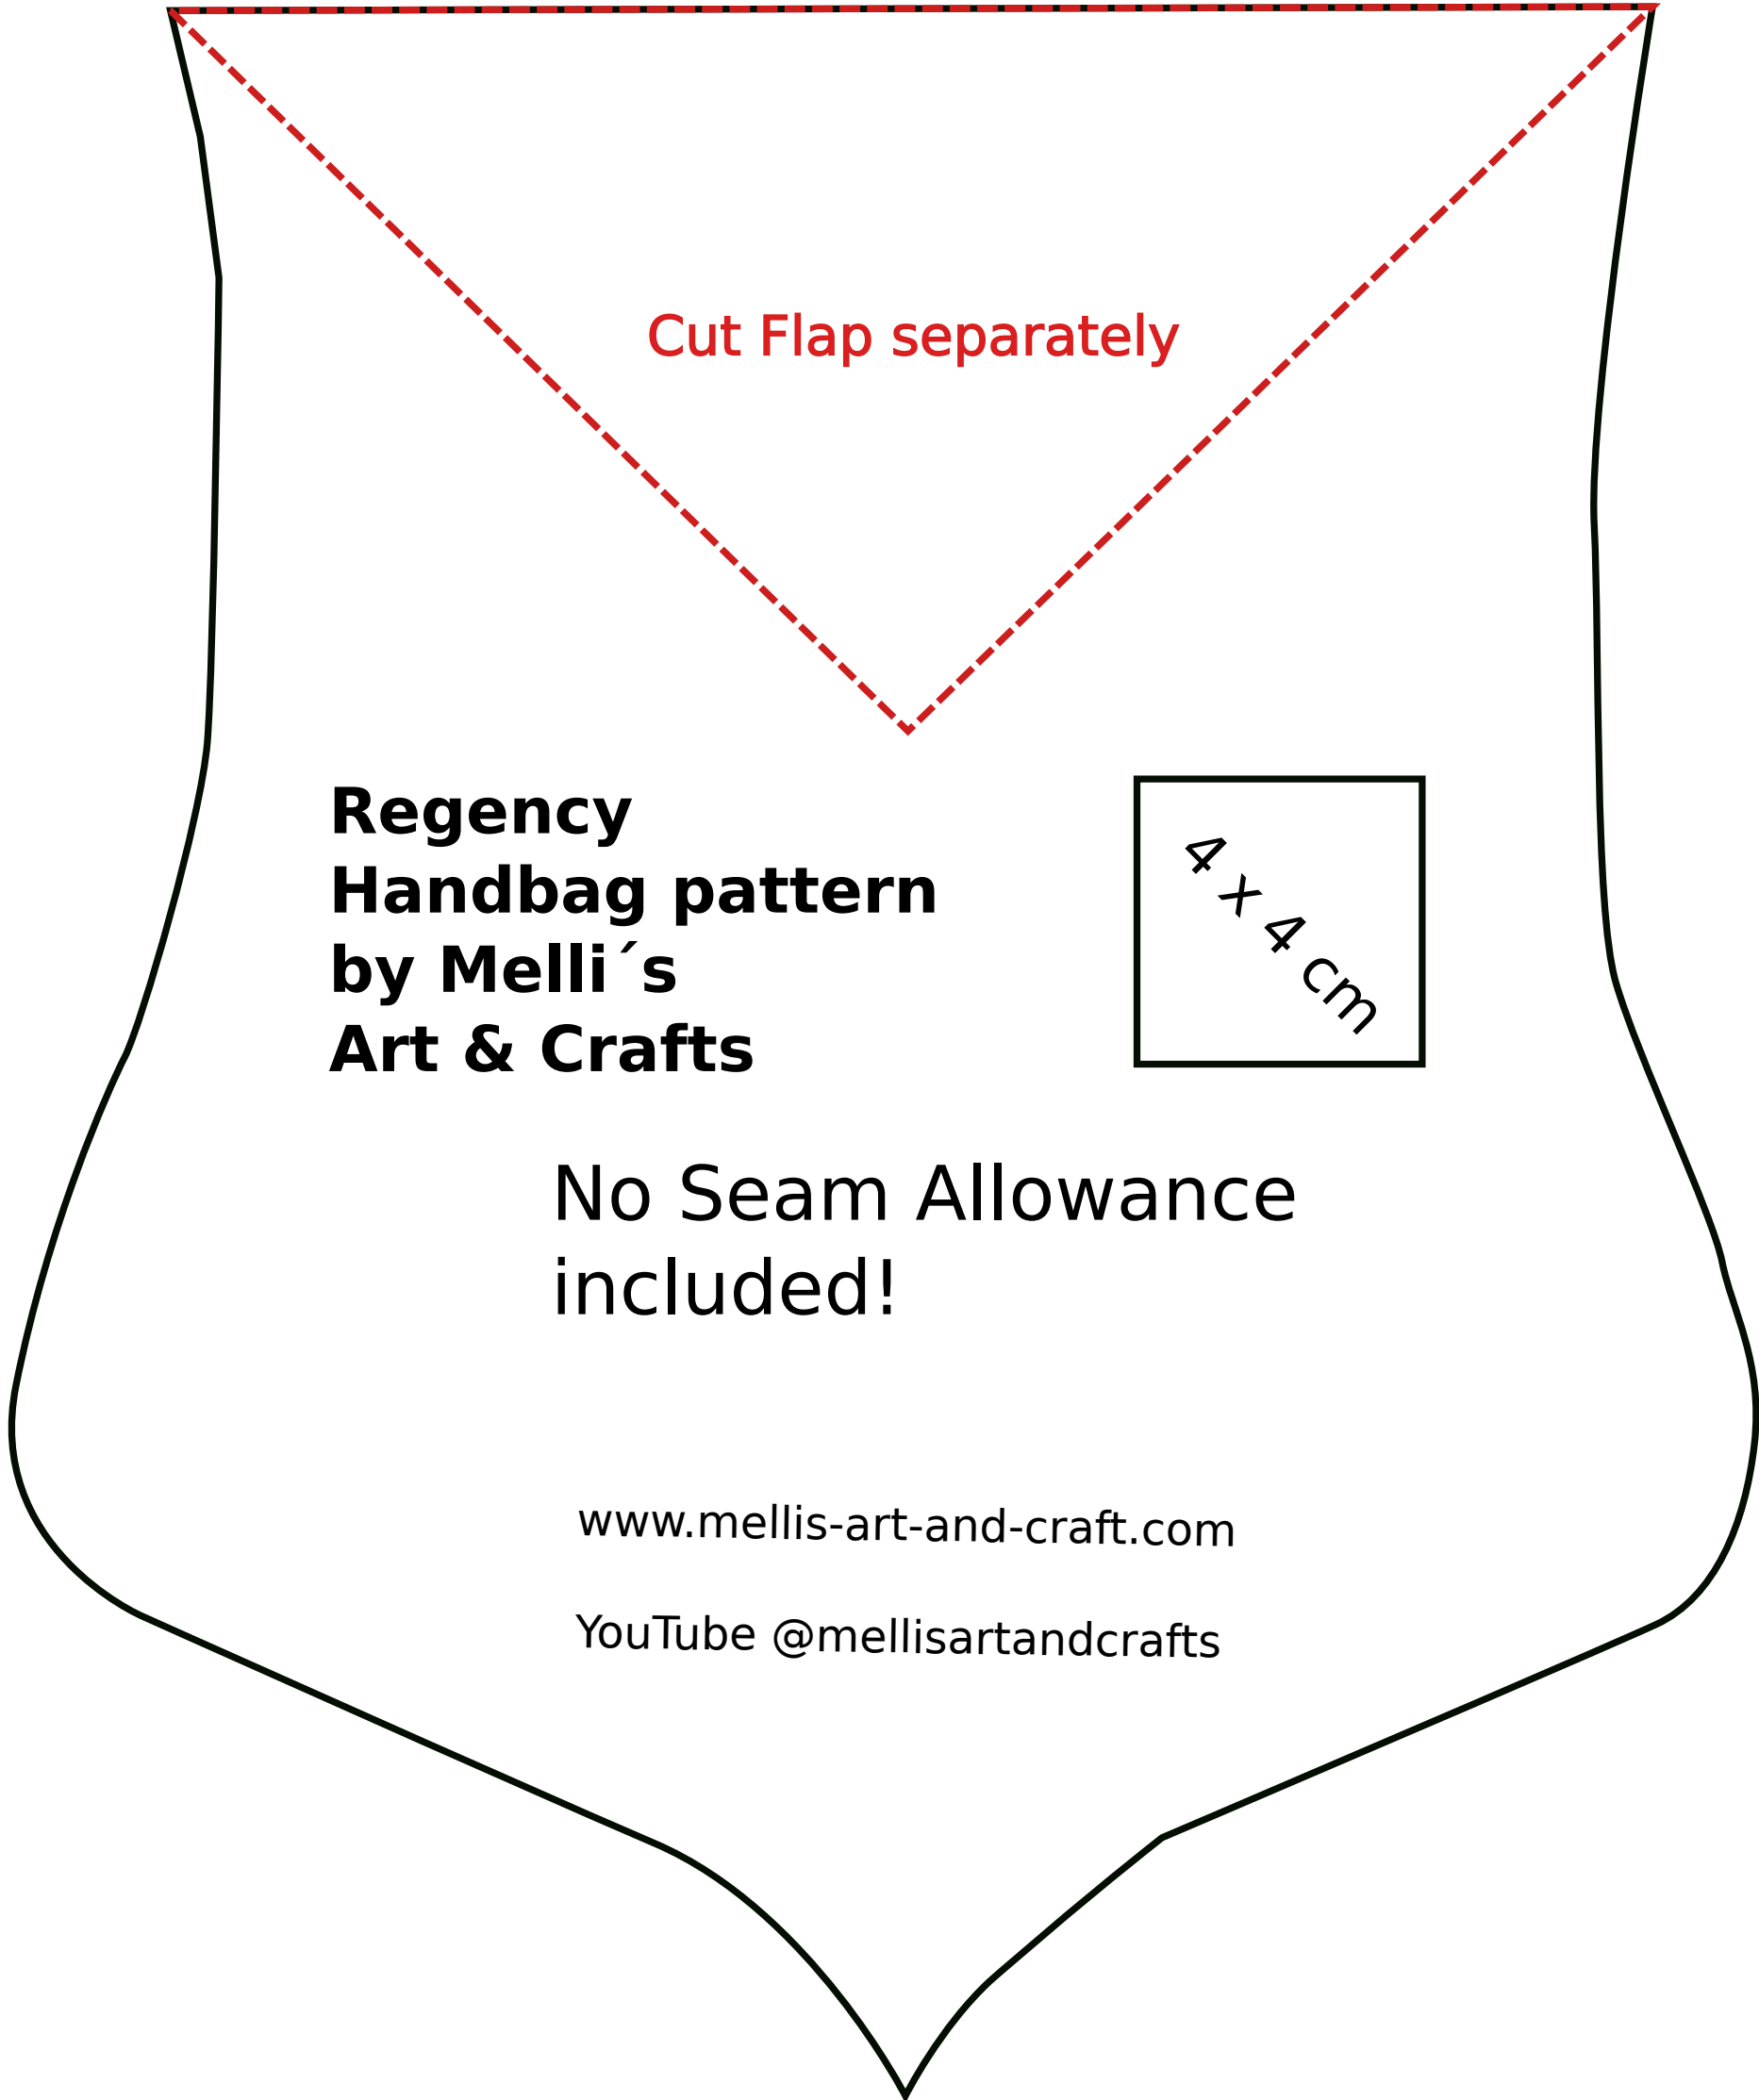 Cut Flap separately
Regency
Handbag pattern
by Melli´s
Art & Crafts
4 x 4 cm
No Seam Allowance
included!
www.mellis-art-and-craft.com
YouTube @mellisartandcrafts